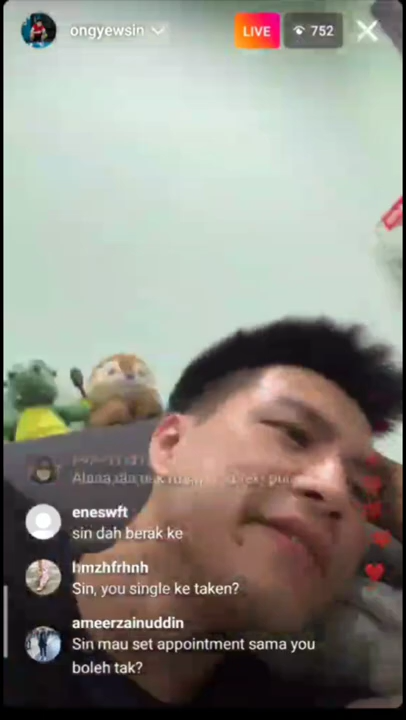 ongyewsin
LIVE
752
eneswft
sin dah berak ke
hmzhfrhnh
Sin, you single ke taken?
ameerzainuddin
Sin mau set appointment sama you
boleh tak?